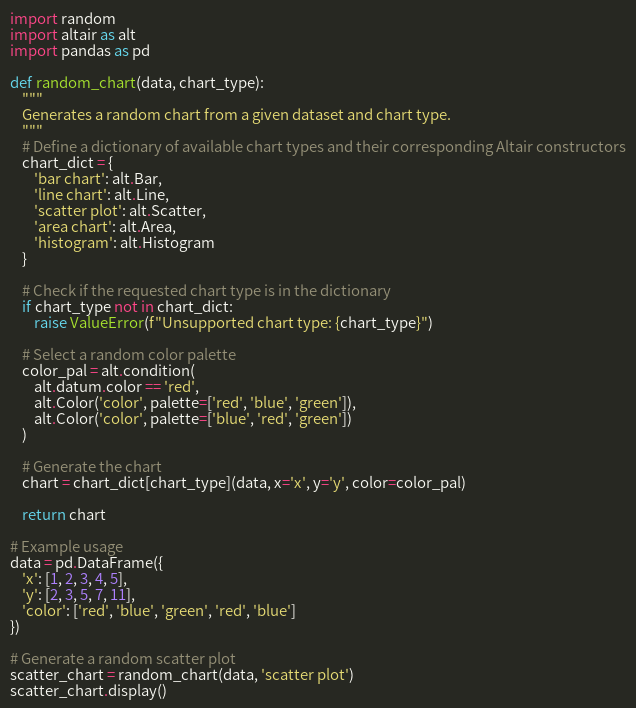 import random
import altair as alt
import pandas as pd

def random_chart(data, chart_type):
    """
    Generates a random chart from a given dataset and chart type.
    """
    # Define a dictionary of available chart types and their corresponding Altair constructors
    chart_dict = {
        'bar chart': alt.Bar,
        'line chart': alt.Line,
        'scatter plot': alt.Scatter,
        'area chart': alt.Area,
        'histogram': alt.Histogram
    }

    # Check if the requested chart type is in the dictionary
    if chart_type not in chart_dict:
        raise ValueError(f"Unsupported chart type: {chart_type}")

    # Select a random color palette
    color_pal = alt.condition(
        alt.datum.color == 'red',
        alt.Color('color', palette=['red', 'blue', 'green']),
        alt.Color('color', palette=['blue', 'red', 'green'])
    )

    # Generate the chart
    chart = chart_dict[chart_type](data, x='x', y='y', color=color_pal)

    return chart

# Example usage
data = pd.DataFrame({
    'x': [1, 2, 3, 4, 5],
    'y': [2, 3, 5, 7, 11],
    'color': ['red', 'blue', 'green', 'red', 'blue']
})

# Generate a random scatter plot
scatter_chart = random_chart(data, 'scatter plot')
scatter_chart.display()